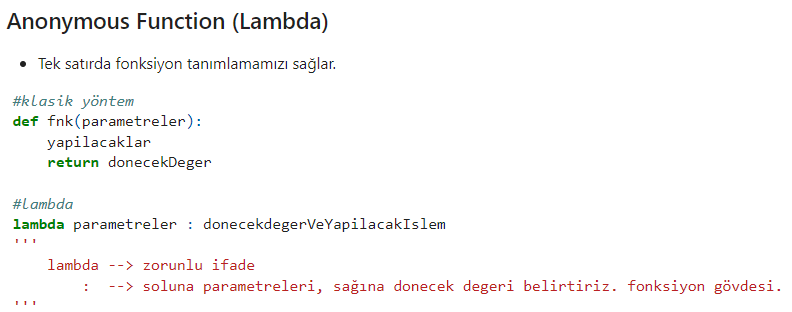 Anonymous Function (Lambda)
• Tek satırda fonksiyon tanımlamamızı sağlar.
#klasik yöntem
def fnk(parametreler):
    yapilacaklar
    return donecekDeger
#lambda
lambda parametreler : donecekdegerVeYapilacakIslem
'''
    lambda --> zorunlu ifade
        :  --> soluna parametreleri, sağına donecek degeri belirtiriz. fonksiyon gövdesi.
'''